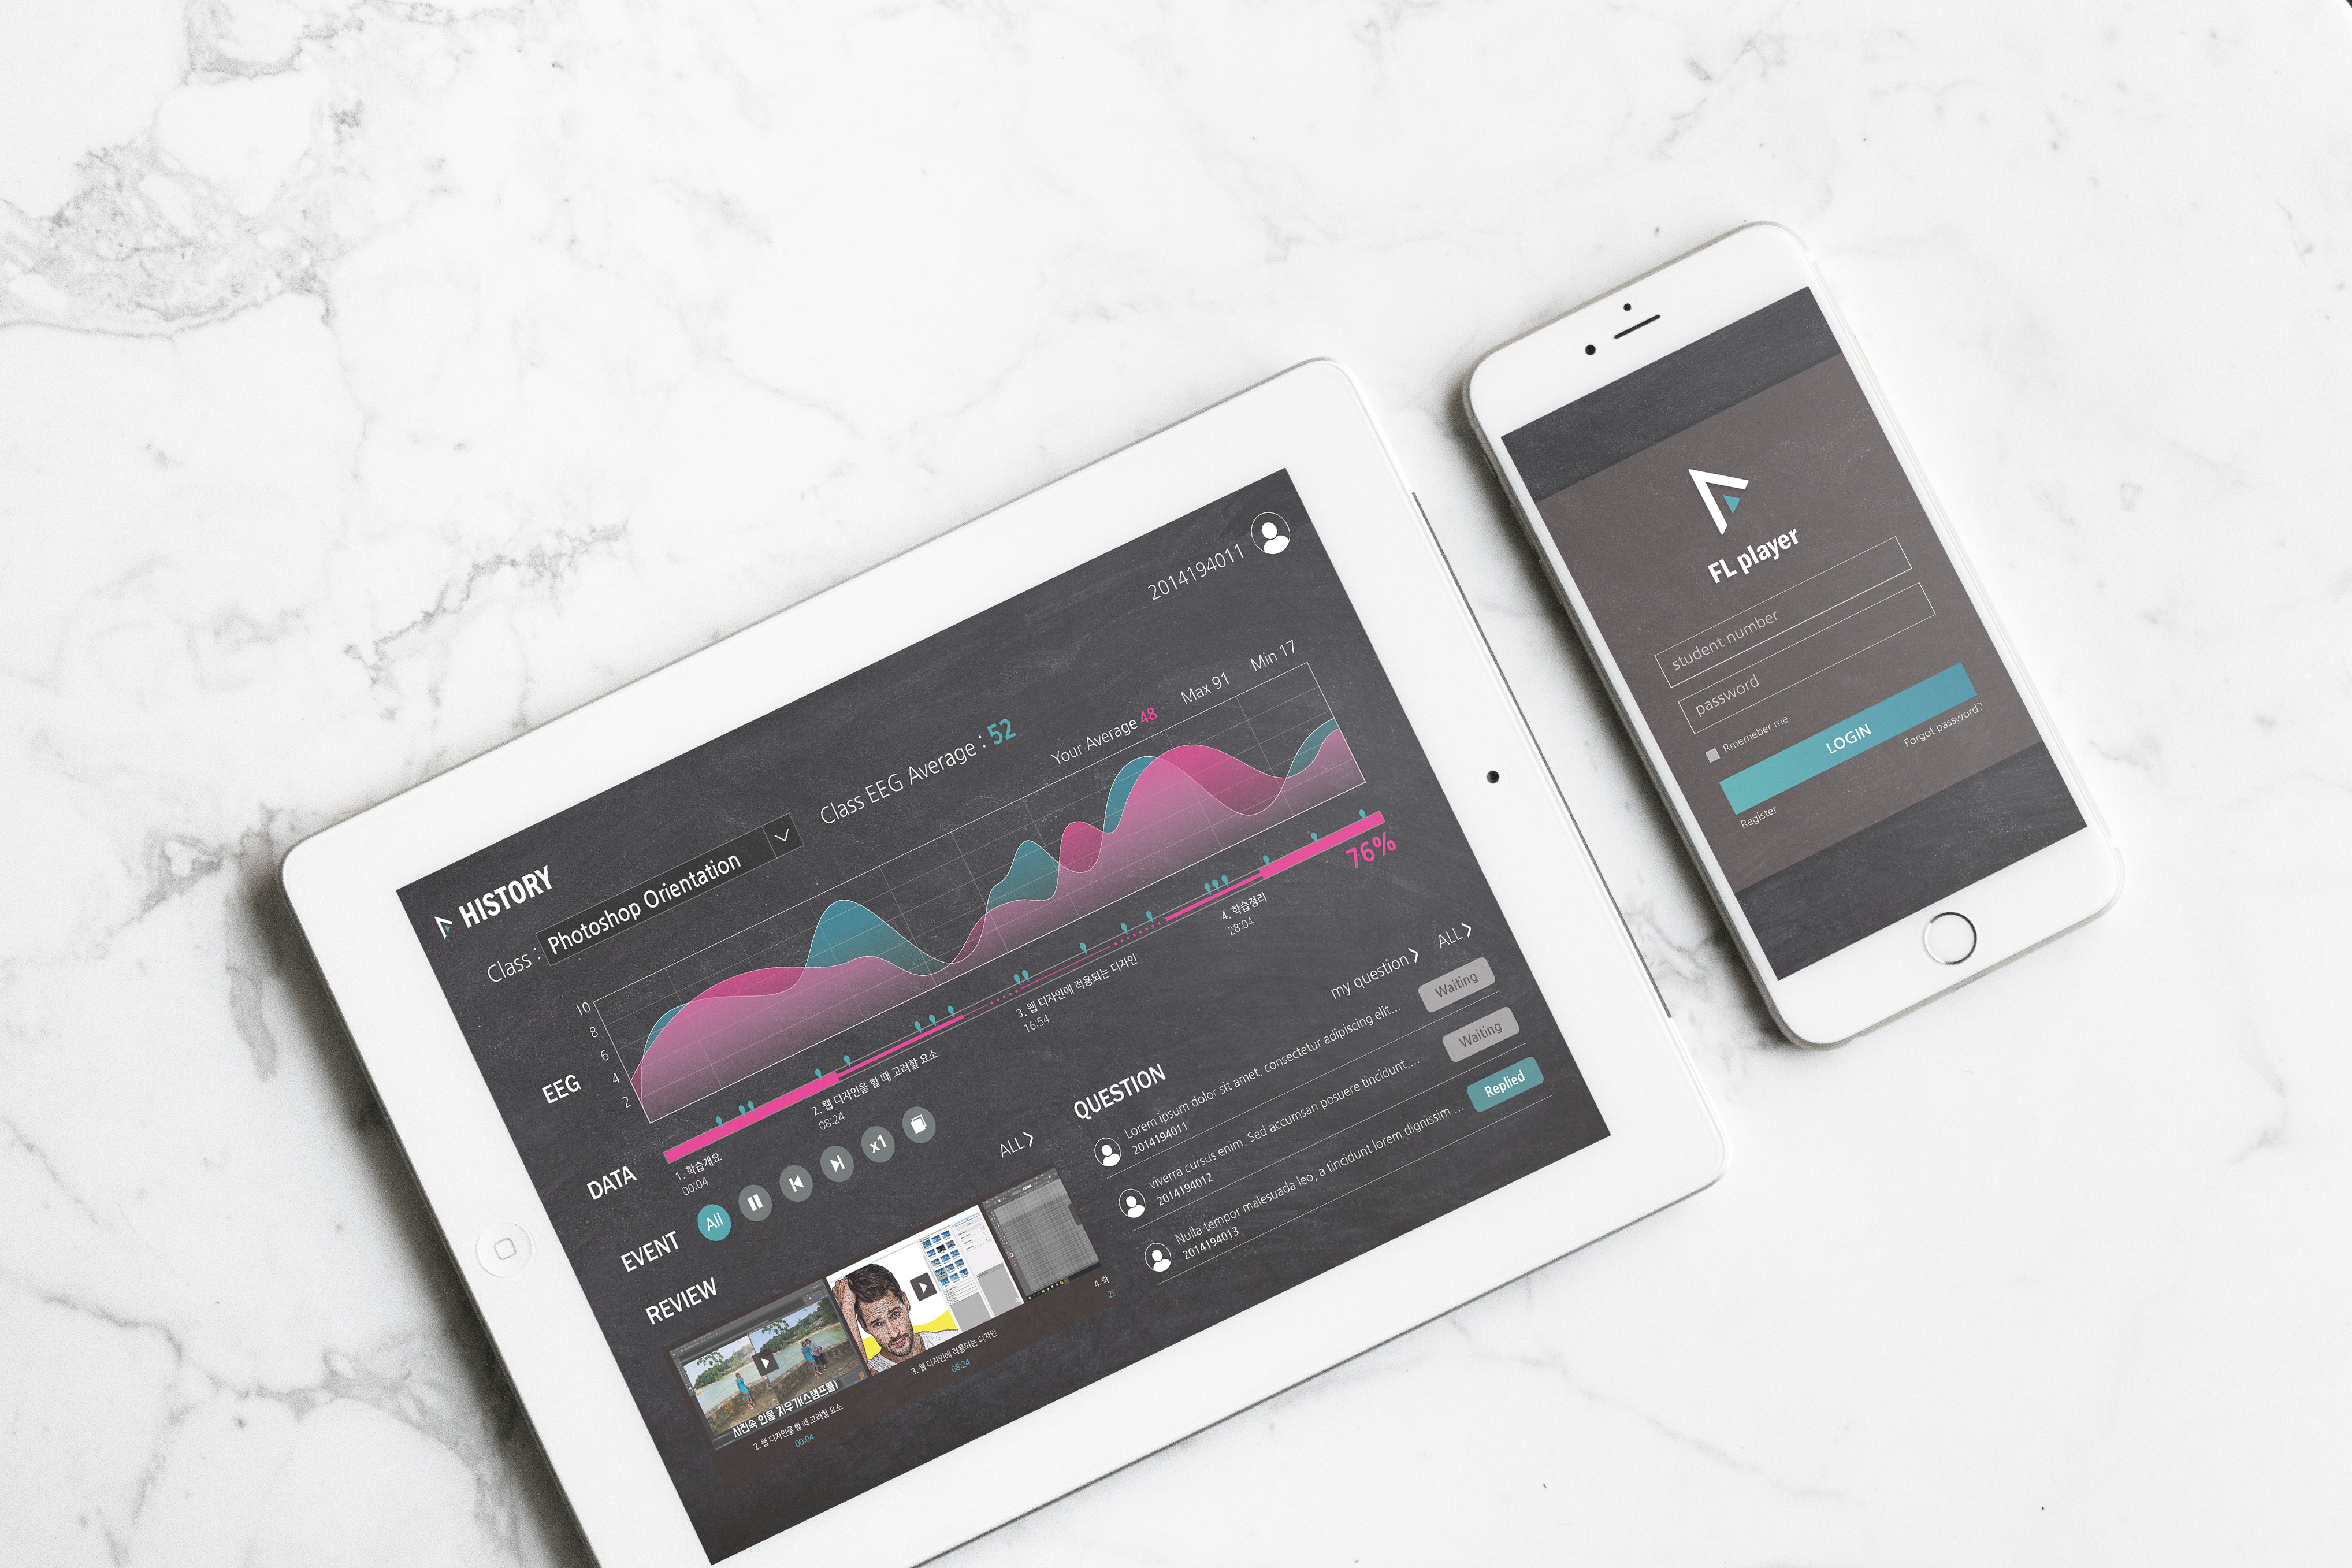 HISTORY
201419​4011
Class : Photoshop Orientation
Class EEG Average : 52
Your Average 48
Max 91
Min 17
EEG
10
8
6
4
2
DATA
1. 학습개요
00:04
2. 웹 디자인을 할 때 고려할 요소
08:24
3. 웹 디자인에 적용되는 디자인
16:54
4. 학습정리
28:04
76%
EVENT
All
x1
REVIEW
ALL
사진속 인물 지우기(스탬프툴)
2. 웹 디자인을 할 때 고려할 요소
00:04
3. 웹 디자인에 적용되는 디자인
08:24
4. 학
QUESTION
my question
ALL
Lorem ipsum dolor sit amet, consectetur adipiscing elit...
2014194011
Waiting
viverra cursus enim. Sed accumsan posuere tincidunt....
2014194012
Waiting
Nulla tempor malesuada leo, a tincidunt lorem dignissim ...
2014194013
Replied
FL player
student number
password
Rmemeber me
Forgot password?
LOGIN
Register